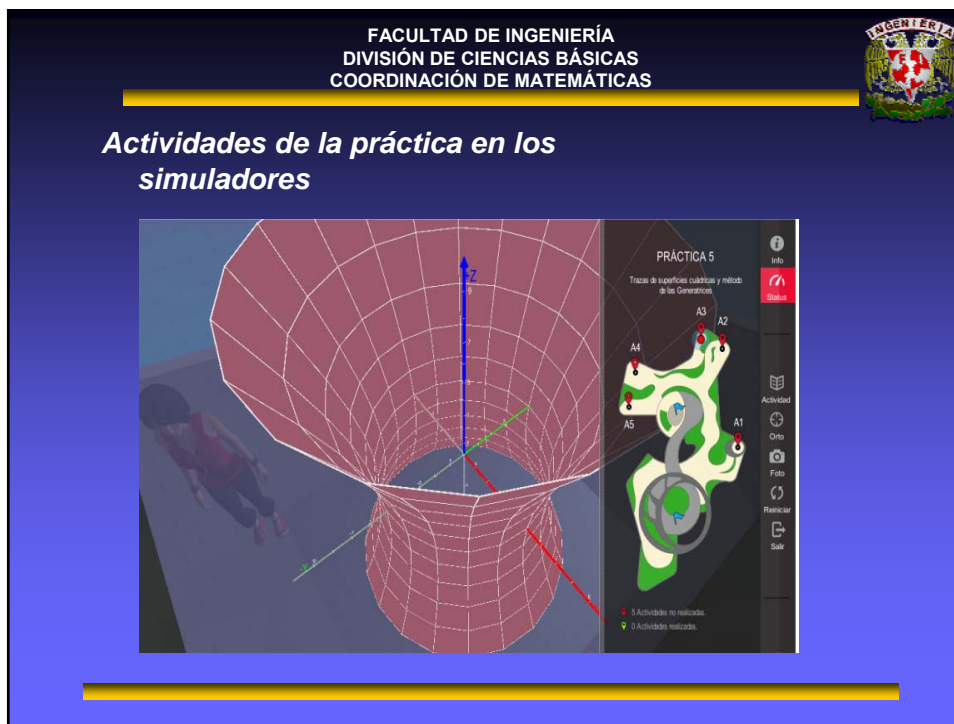 FACULTAD DE INGENIERÍA
DIVISIÓN DE CIENCIAS BÁSICAS
COORDINACIÓN DE MATEMÁTICAS
INGENIERIA
Actividades de la práctica en los
simuladores
Z
-Y
PRÁCTICA 5
Trazas de superficies cuádricas y método
de las Generatrices
A3
A2
A4
A5
A1
Info
Status
Actividad
Orto
Foto
Reiniciar
Salir
5 Actividades no realizadas.
0 Actividades realizadas.